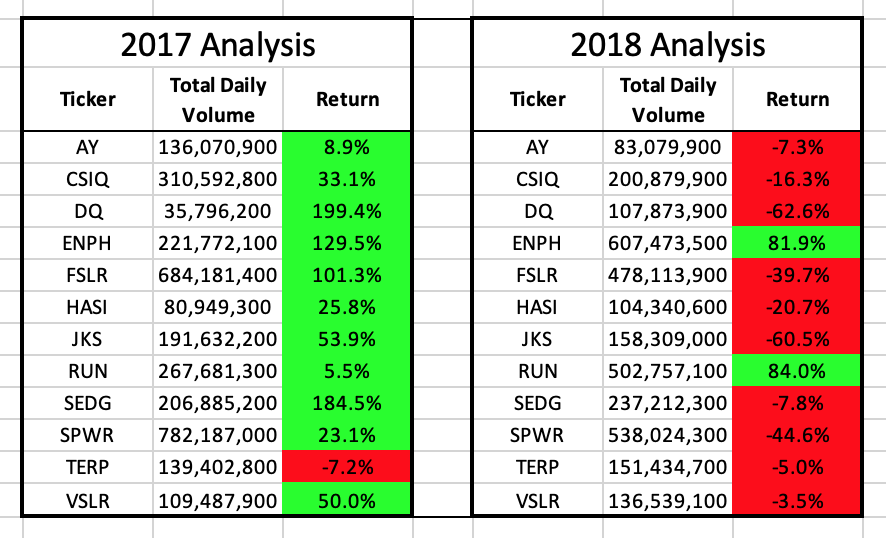 2017 Analysis
Ticker Total Daily Volume Return
AY 136,070,900 8.9%
CSIQ 310,592,800 33.1%
DQ 35,796,200 199.4%
ENPH 221,772,100 129.5%
FSLR 684,181,400 101.3%
HASI 80,949,300 25.8%
JKS 191,632,200 53.9%
RUN 267,681,300 5.5%
SEDG 206,885,200 184.5%
SPWR 782,187,000 23.1%
TERP 139,402,800 -7.2%
VSLR 109,487,900 50.0%
2018 Analysis
Ticker Total Daily Volume Return
AY 83,079,900 -7.3%
CSIQ 200,879,900 -16.3%
DQ 107,873,900 -62.6%
ENPH 607,473,500 81.9%
FSLR 478,113,900 -39.7%
HASI 104,340,600 -20.7%
JKS 158,309,000 -60.5%
RUN 502,757,100 84.0%
SEDG 237,212,300 -7.8%
SPWR 538,024,300 -44.6%
TERP 151,434,700 -5.0%
VSLR 136,539,100 -3.5%